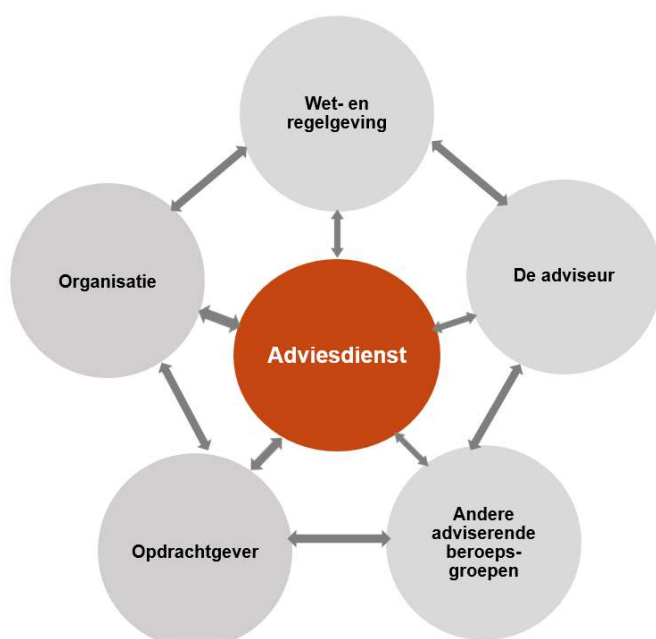 Wet- en
regelgeving
Organisatie
De adviseur
Adviesdienst
Opdrachtgever
Andere
adviserende
beroeps-
groepen